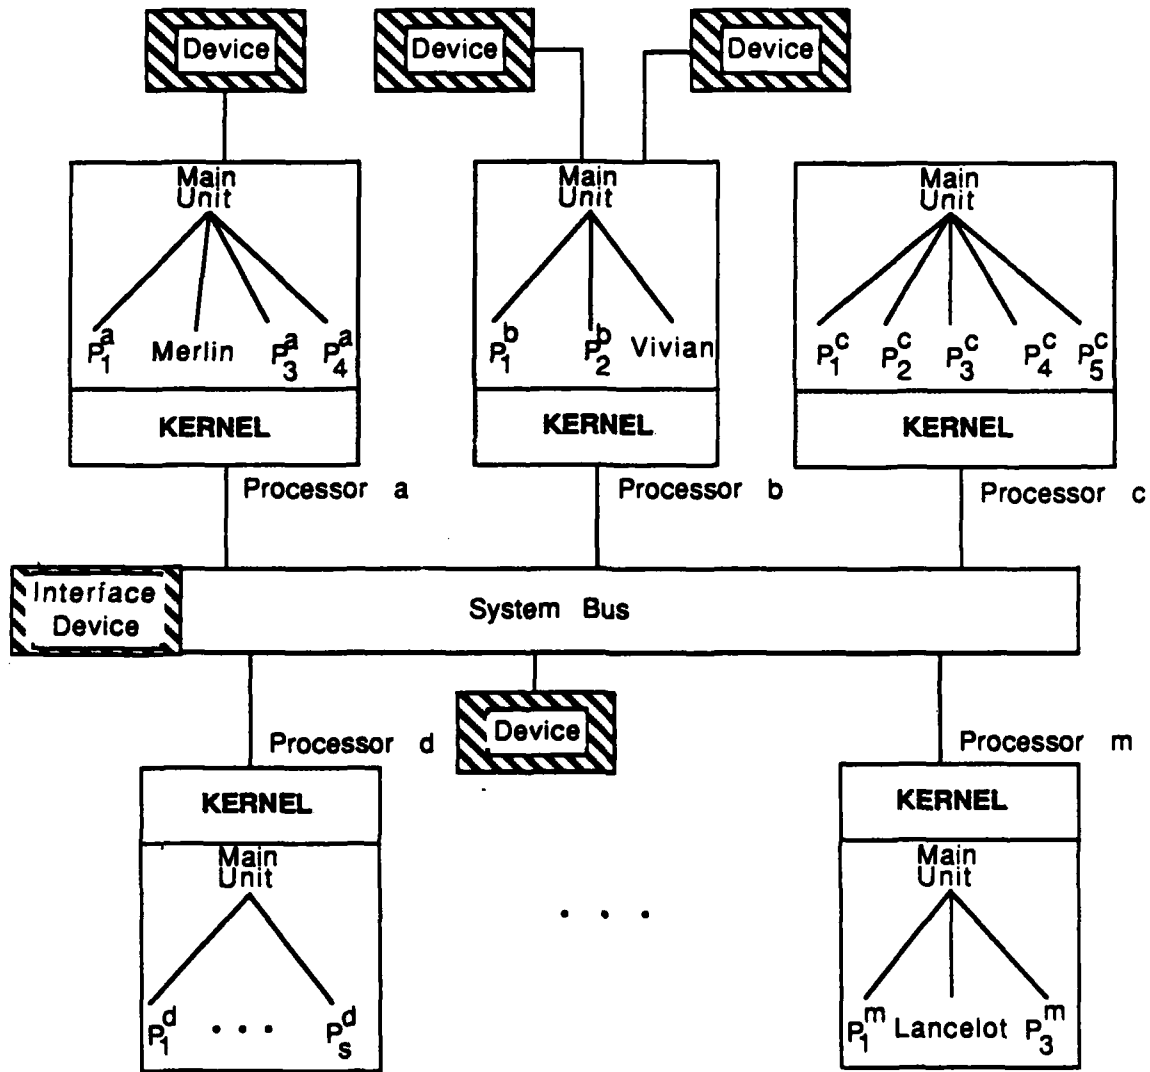 Device
Device
Device
Main
Unit
P₁ᵃ Merlin P₃ᵃ P₄ᵃ
KERNEL
Processor a
Main
Unit
P₁ᵇ P₂ᵇ Vivian
KERNEL
Processor b
Main
Unit
P₁ᶜ P₂ᶜ P₃ᶜ P₄ᶜ P₅ᶜ
KERNEL
Processor c
Interface
Device
System Bus
Device
Processor d
KERNEL
Main
Unit
P₁ᵈ • • • Pₛᵈ
• • •
Processor m
KERNEL
Main
Unit
P₁ᵐ Lancelot P₃ᵐ